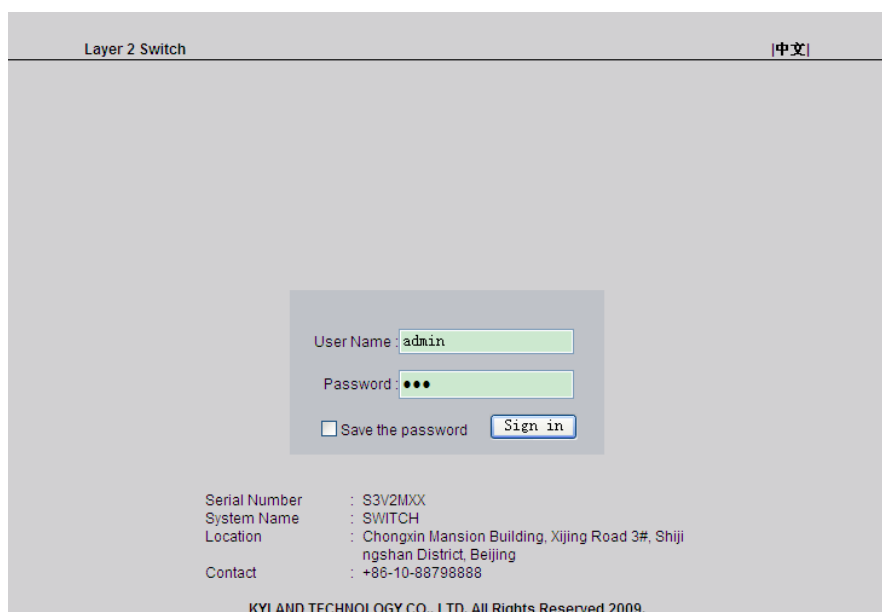 Layer 2 Switch |中文|
User Name : admin
Password : ●●●
Save the password Sign in
Serial Number : S3V2MXX
System Name : SWITCH
Location : Chongxin Mansion Building, Xijing Road 3#, Shiji
ngshan District, Beijing
Contact : +86-10-88798888
KYLAND TECHNOLOGY CO., LTD. All Rights Reserved 2009.